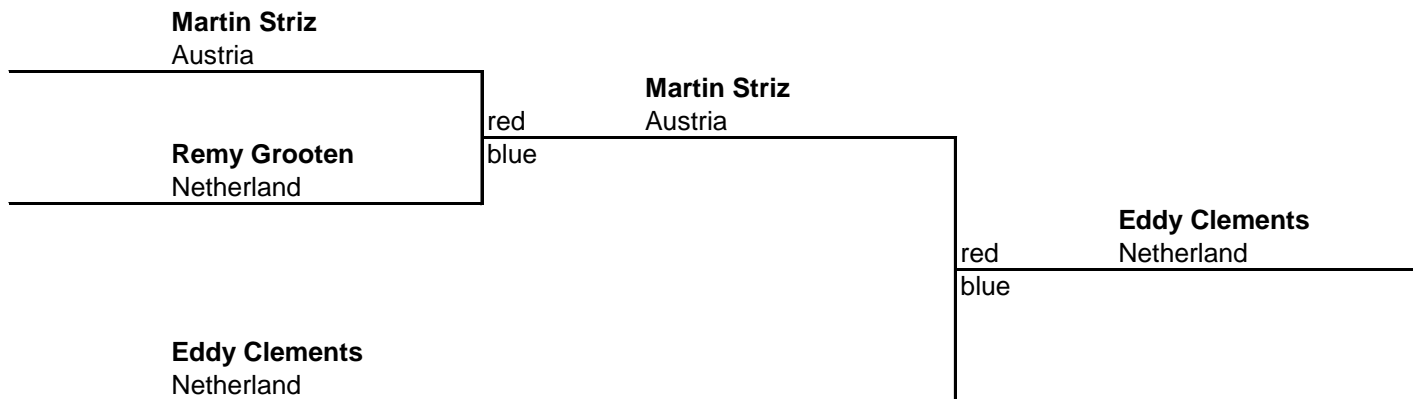 Martin Striz
Austria
Martin Striz
red Austria
Remy Grooten blue
Netherland
Eddy Clements
red Netherland
blue
Eddy Clements
Netherland